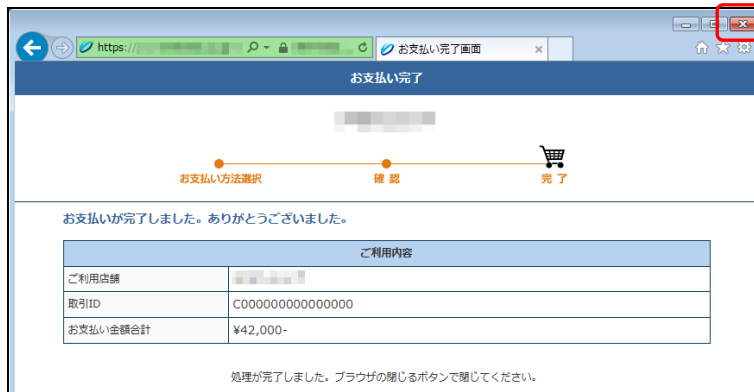 https://
お支払い完了画面
お支払い完了
お支払い方法選択
確 認
完 了
お支払いが完了しました。ありがとうございました。
ご利用内容
ご利用店舗
取引ID
C000000000000000
お支払い金額合計
¥42,000-
処理が完了しました。ブラウザの閉じるボタンで閉じてください。